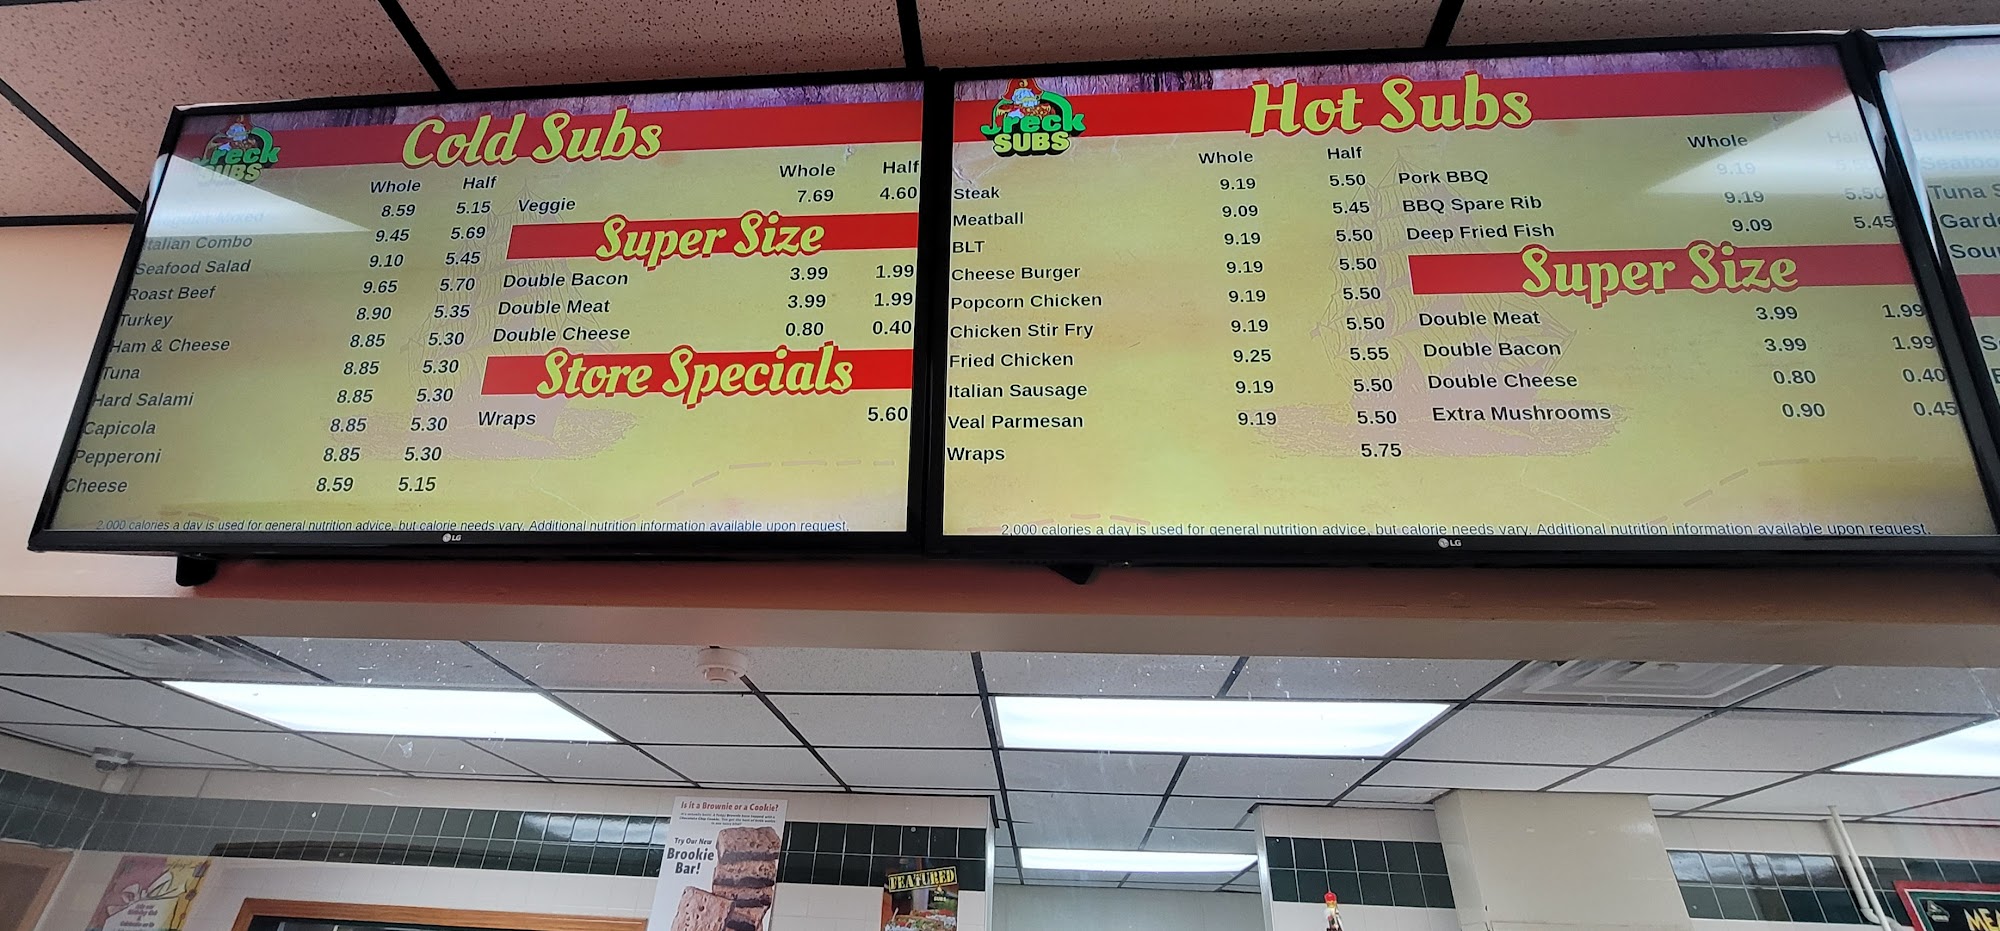 reck
SUBS
Cold Subs
Whole Half
Regular Mixed 8.59 5.15
Italian Combo 9.45 5.69
Seafood Salad 9.10 5.45
Roast Beef 9.65 5.70
Turkey 8.90 5.35
Ham & Cheese 8.85 5.30
Tuna 8.85 5.30
Hard Salami 8.85 5.30
Capicola 8.85 5.30
Pepperoni 8.85 5.30
Cheese 8.59 5.15
Whole Half
Veggie 7.69 4.60
Super Size
Double Bacon 3.99 1.99
Double Meat 3.99 1.99
Double Cheese 0.80 0.40
Store Specials
Wraps 5.60
2,000 calories a day is used for general nutrition advice, but calorie needs vary. Additional nutrition information available upon request.
LG
Jreck
SUBS
Hot Subs
Whole Half
Steak 9.19 5.50
Meatball 9.09 5.45
BLT 9.19 5.50
Cheese Burger 9.19 5.50
Popcorn Chicken 9.19 5.50
Chicken Stir Fry 9.19 5.50
Fried Chicken 9.25 5.55
Italian Sausage 9.19 5.50
Veal Parmesan 9.19 5.50
Wraps 5.75
Whole Half
Pork BBQ 9.19
BBQ Spare Rib 9.19 5.50
Deep Fried Fish 9.09 5.45
Super Size
Double Meat 3.99 1.99
Double Bacon 3.99 1.99
Double Cheese 0.80 0.40
Extra Mushrooms 0.90 0.45
2,000 calories a day is used for general nutrition advice, but calorie needs vary. Additional nutrition information available upon request.
LG
Julienne
Seafoo
Tuna S
Garde
Sou
Is it a Brownie or a Cookie?
Try Our New
Brookie
Bar!
FEATURED
MEA